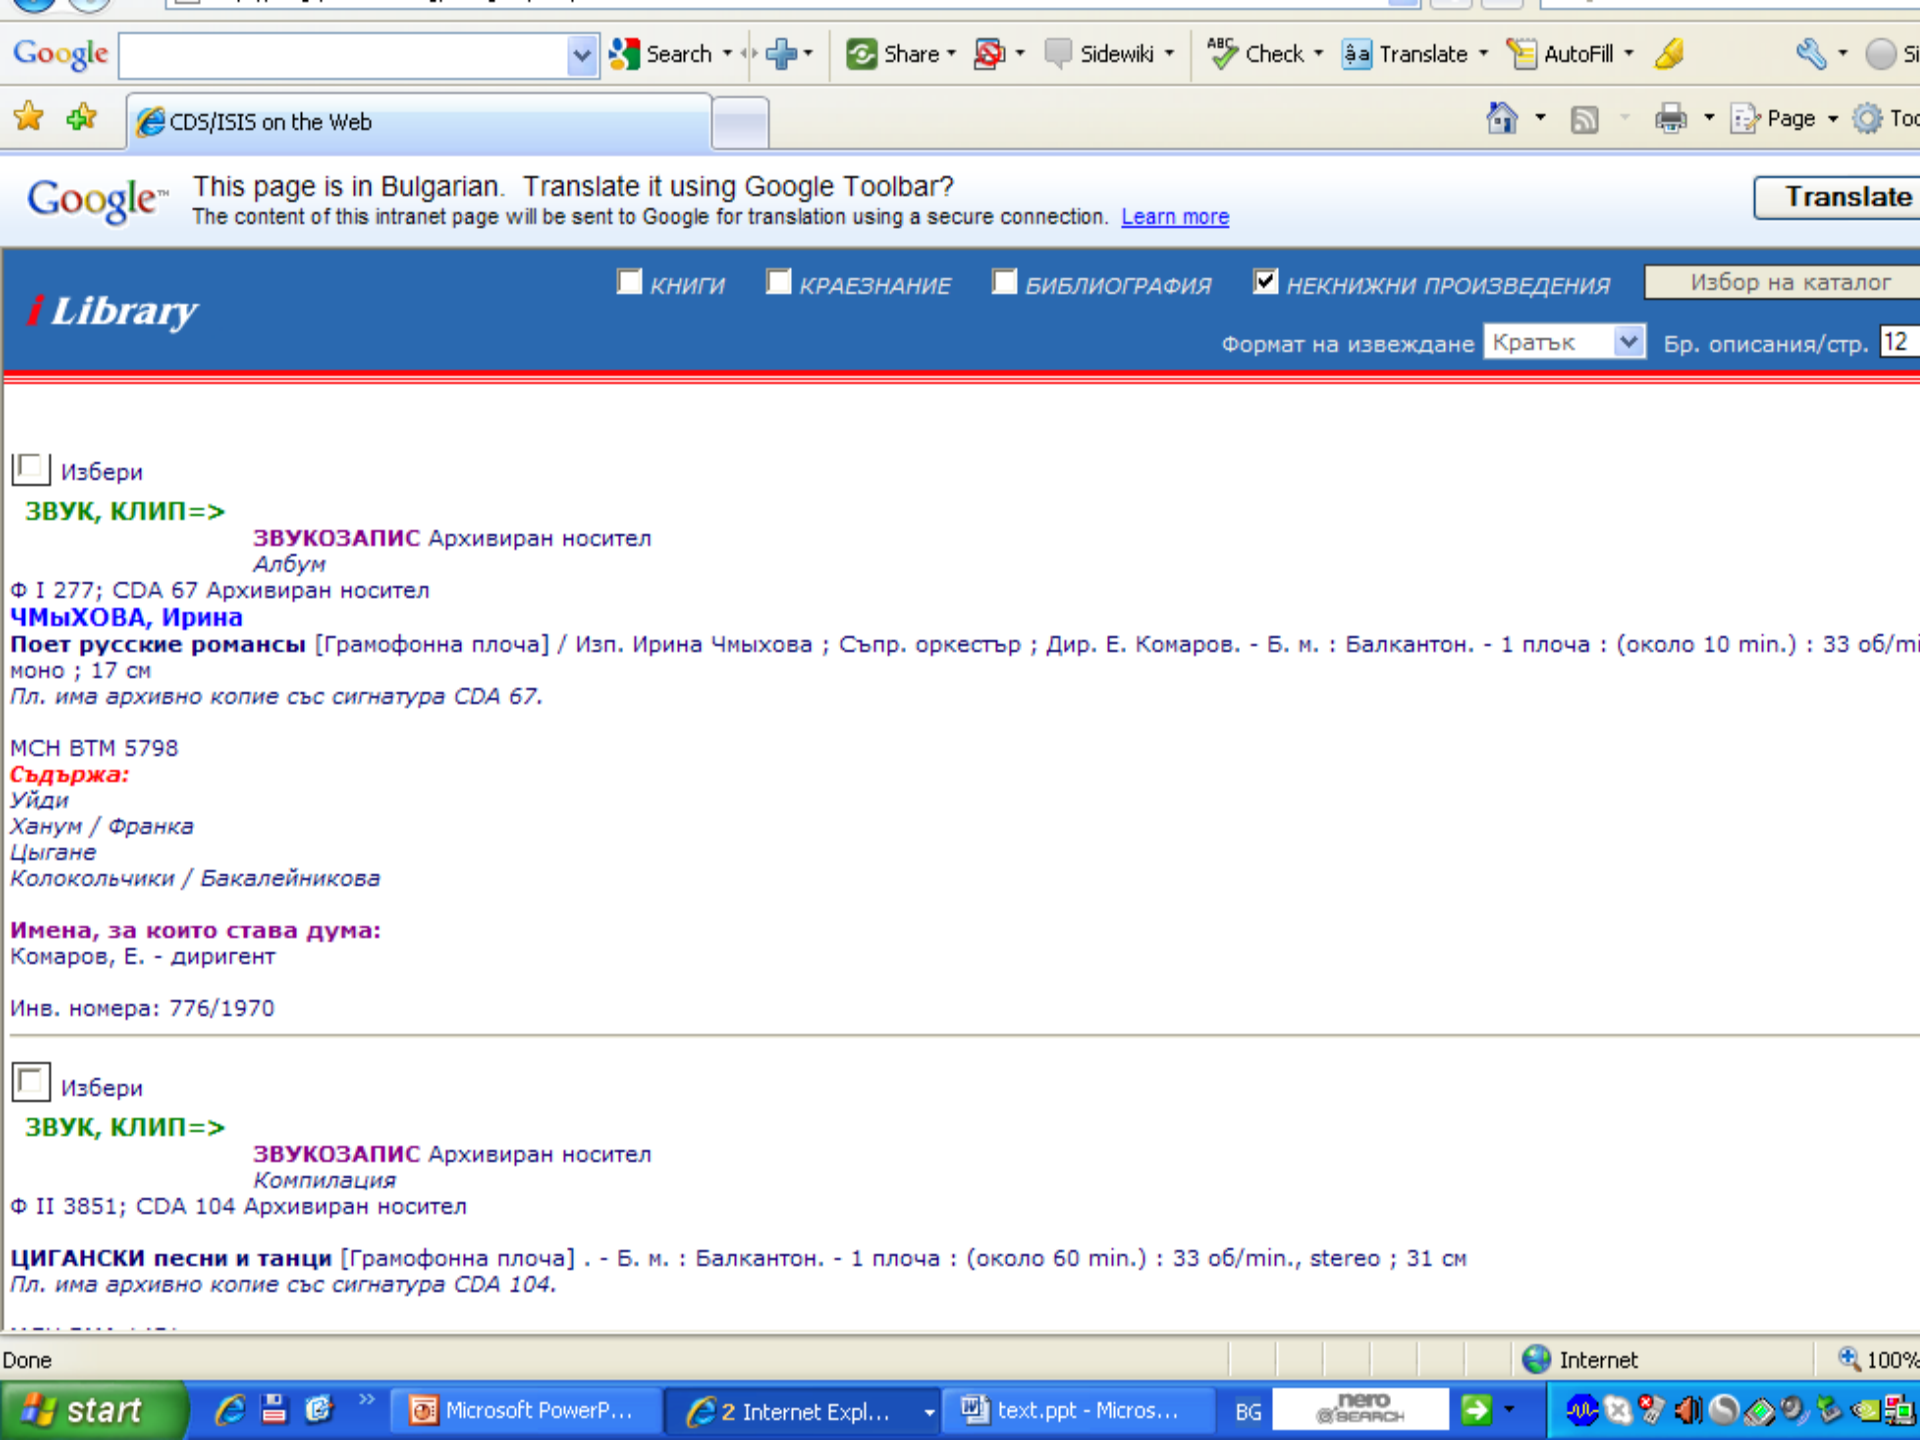 Google Search Share Sidewiki Check Translate AutoFill
CDS/ISIS on the Web Page
Google™ This page is in Bulgarian. Translate it using Google Toolbar? Translate
The content of this intranet page will be sent to Google for translation using a secure connection. Learn more
i Library
КНИГИ КРАЕЗНАНИЕ БИБЛИОГРАФИЯ НЕКНИЖНИ ПРОИЗВЕДЕНИЯ Избор на каталог
Формат на извеждане Кратък Бр. описания/стр. 12
Избери
ЗВУК, КЛИП=>
ЗВУКОЗАПИС Архивиран носител
Албум
Ф I 277; CDA 67 Архивиран носител
ЧМыХОВА, Ирина
Поет русские романсы [Грамофонна плоча] / Изп. Ирина Чмыхова ; Съпр. оркестър ; Дир. Е. Комаров. - Б. м. : Балкантон. - 1 плоча : (около 10 min.) : 33 об/mi
моно ; 17 см
Пл. има архивно копие със сигнатура CDA 67.
МСН ВТМ 5798
Съдържа:
Уйди
Ханум / Франка
Цыгане
Колокольчики / Бакалейникова
Имена, за които става дума:
Комаров, Е. - диригент
Инв. номера: 776/1970
Избери
ЗВУК, КЛИП=>
ЗВУКОЗАПИС Архивиран носител
Компилация
Ф II 3851; CDA 104 Архивиран носител
ЦИГАНСКИ песни и танци [Грамофонна плоча] . - Б. м. : Балкантон. - 1 плоча : (около 60 min.) : 33 об/min., stereo ; 31 см
Пл. има архивно копие със сигнатура CDA 104.
Done Internet 100%
start Microsoft PowerP... 2 Internet Expl... text.ppt - Micros... BG nero SEARCH